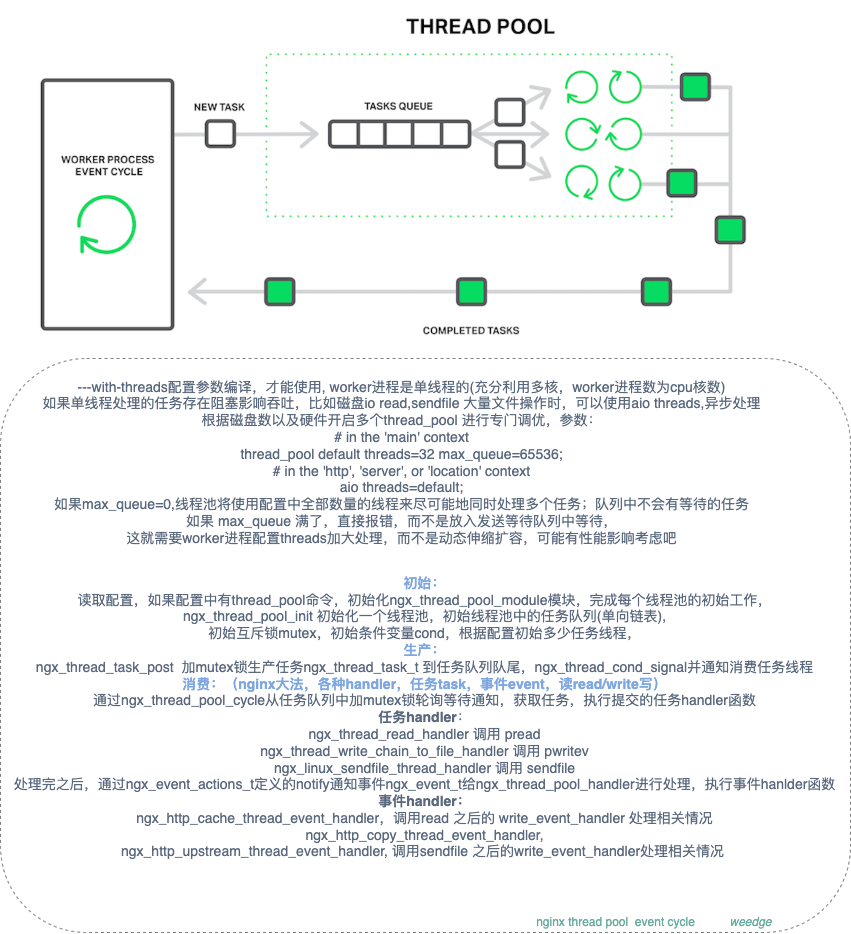 THREAD POOL
NEW TASK
TASKS QUEUE
WORKER PROCESS
EVENT CYCLE
COMPLETED TASKS
---with-threads配置参数编译，才能使用, worker进程是单线程的(充分利用多核，worker进程数为cpu核数)
如果单线程处理的任务存在阻塞影响吞吐，比如磁盘io read,sendfile 大量文件操作时，可以使用aio threads,异步处理
根据磁盘数以及硬件开启多个thread_pool 进行专门调优，参数：
# in the 'main' context
thread_pool default threads=32 max_queue=65536;
# in the 'http', 'server', or 'location' context
aio threads=default;
如果max_queue=0,线程池将使用配置中全部数量的线程来尽可能地同时处理多个任务；队列中不会有等待的任务
如果 max_queue 满了，直接报错，而不是放入发送等待队列中等待，
这就需要worker进程配置threads加大处理，而不是动态伸缩扩容，可能有性能影响考虑吧
初始：
读取配置，如果配置中有thread_pool命令，初始化ngx_thread_pool_module模块，完成每个线程池的初始工作，
ngx_thread_pool_init 初始化一个线程池，初始线程池中的任务队列(单向链表),
初始互斥锁mutex，初始条件变量cond，根据配置初始多少任务线程，
生产：
ngx_thread_task_post  加mutex锁生产任务ngx_thread_task_t 到任务队列队尾，ngx_thread_cond_signal并通知消费任务线程
消费：（nginx大法，各种handler，任务task，事件event，读read/write写）
通过ngx_thread_pool_cycle从任务队列中加mutex锁轮询等待通知，获取任务，执行提交的任务handler函数
任务handler：
ngx_thread_read_handler 调用 pread
ngx_thread_write_chain_to_file_handler 调用 pwritev
ngx_linux_sendfile_thread_handler 调用 sendfile
处理完之后，通过ngx_event_actions_t定义的notify通知事件ngx_event_t给ngx_thread_pool_handler进行处理，执行事件hanlder函数
事件handler：
ngx_http_cache_thread_event_handler，调用read 之后的 write_event_handler 处理相关情况
ngx_http_copy_thread_event_handler,
ngx_http_upstream_thread_event_handler, 调用sendfile 之后的write_event_handler处理相关情况
nginx thread pool  event cycle  weedge